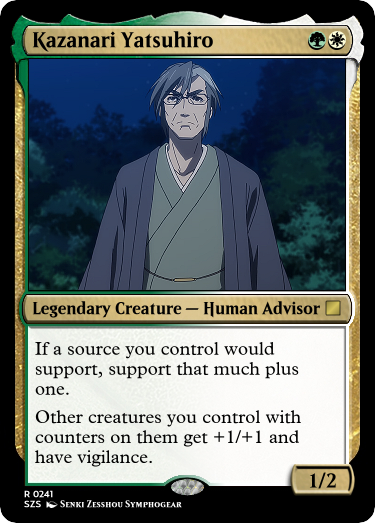 Kazanari Yatsuhiro
Legendary Creature — Human Advisor
If a source you control would
support, support that much plus
one.
Other creatures you control with
counters on them get +1/+1 and
have vigilance.
1/2
R 0241
SZS Senki Zesshou Symphogear